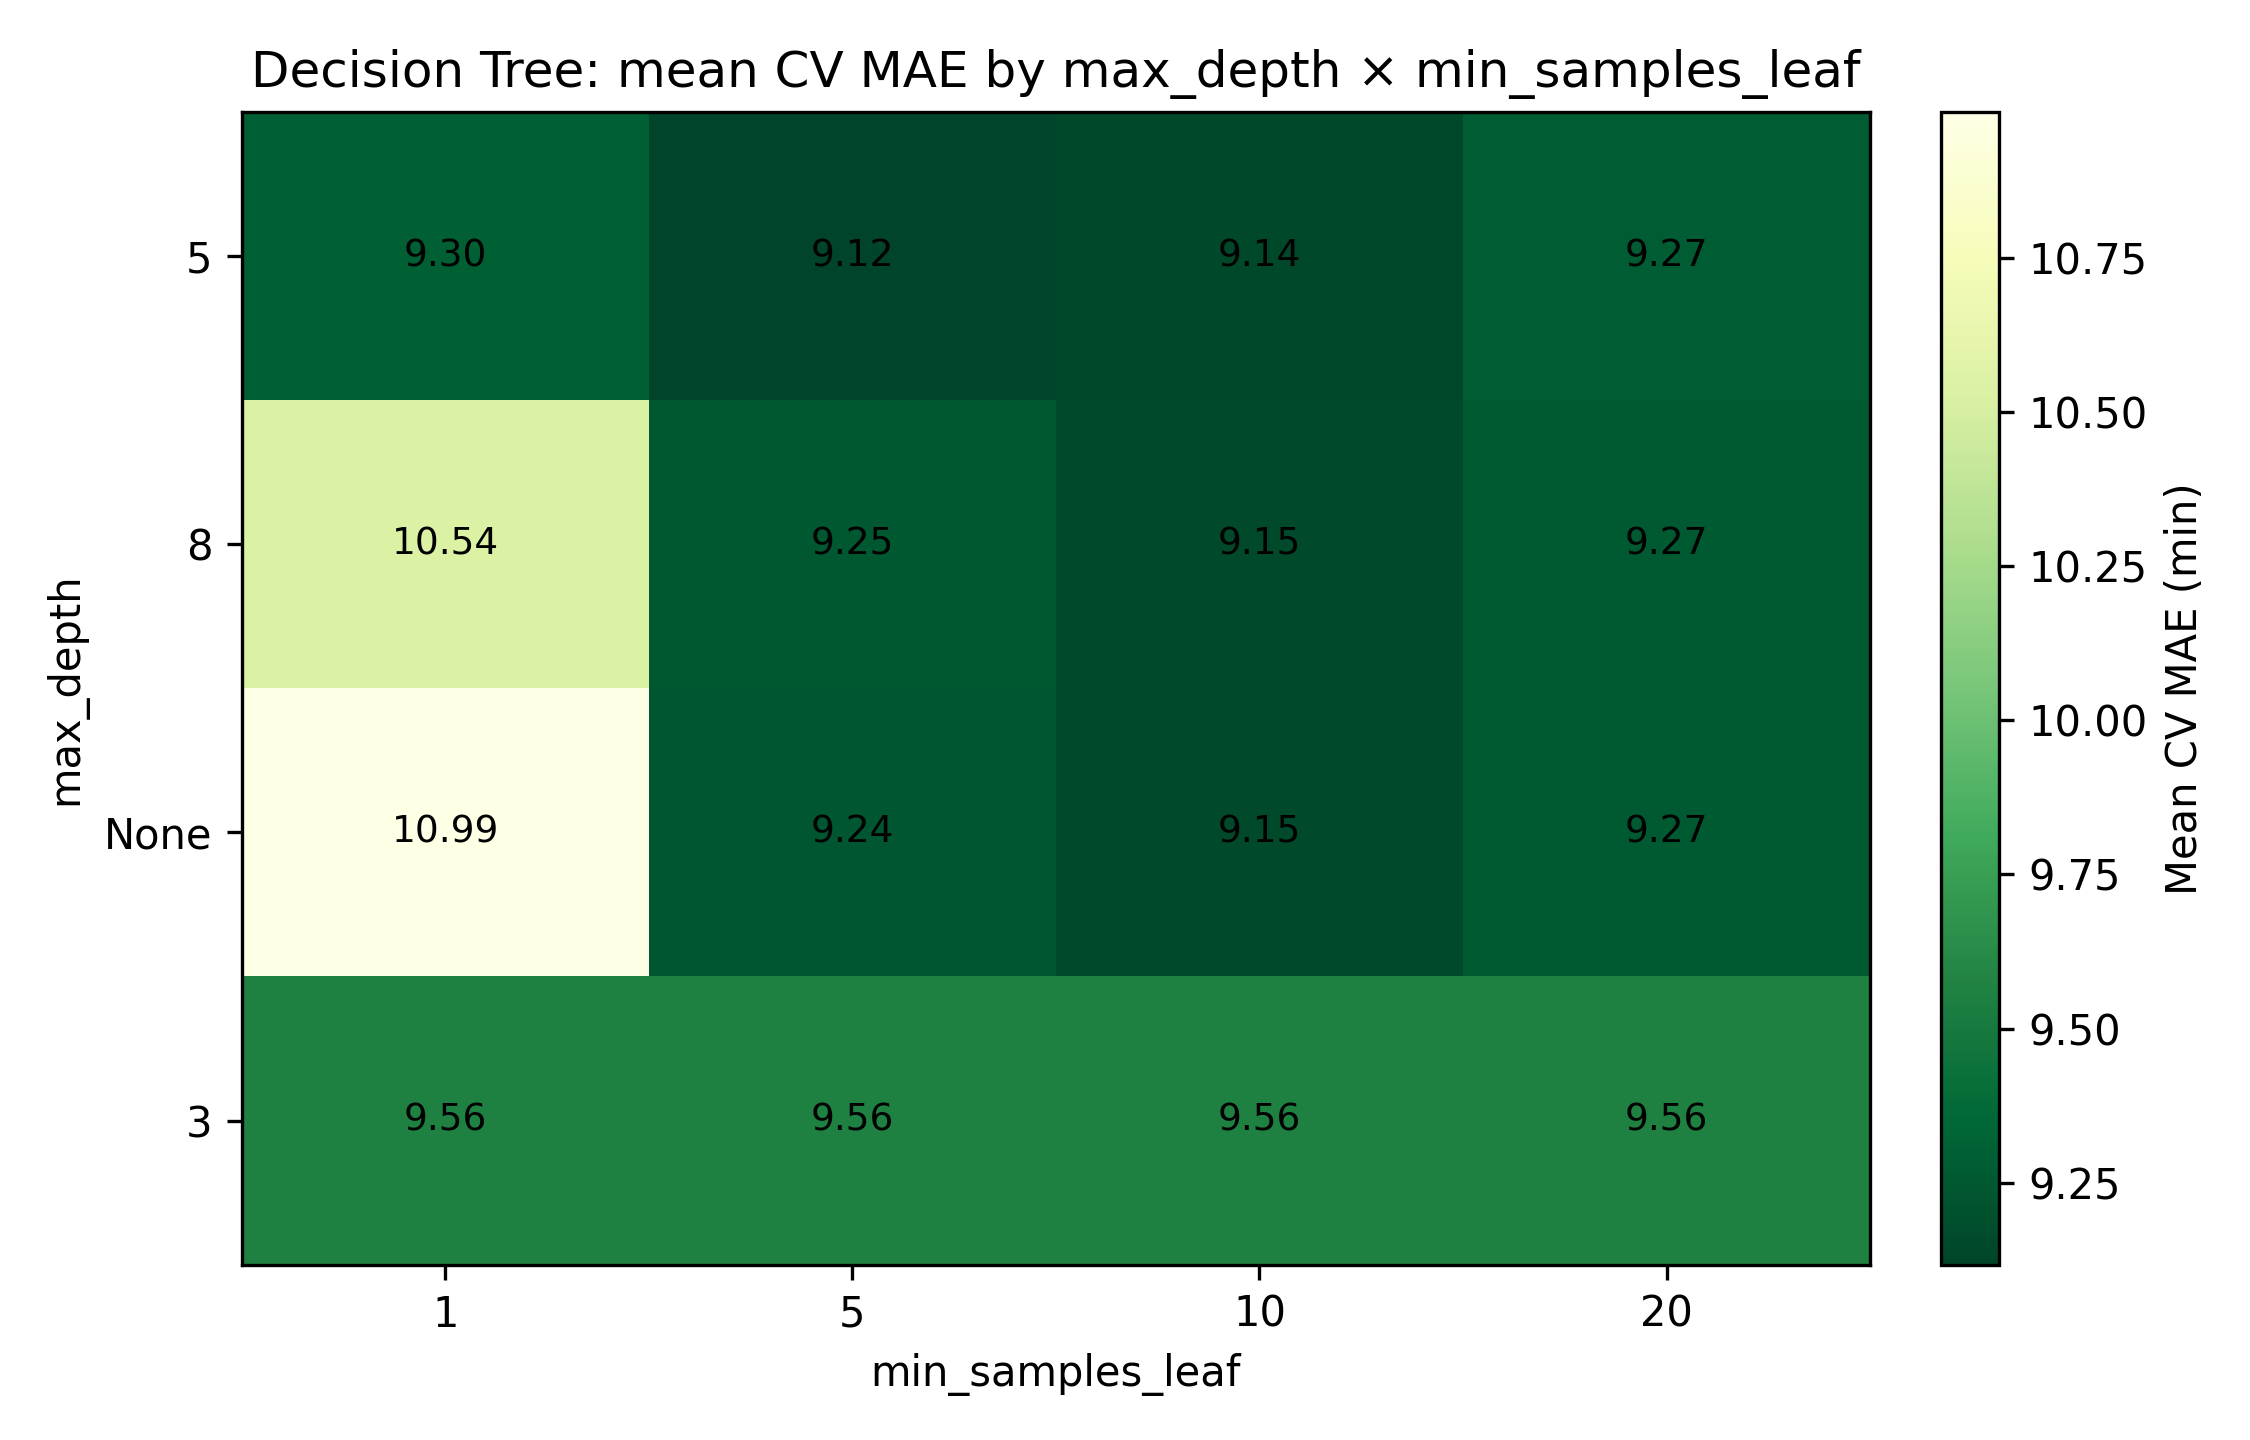 Decision Tree: mean CV MAE by max_depth × min_samples_leaf
5
9.30 9.12 9.14 9.27
8
10.54 9.25 9.15 9.27
None
10.99 9.24 9.15 9.27
3
9.56 9.56 9.56 9.56
1 5 10 20
min_samples_leaf
max_depth
10.75
10.50
10.25
10.00
9.75
9.50
9.25
Mean CV MAE (min)